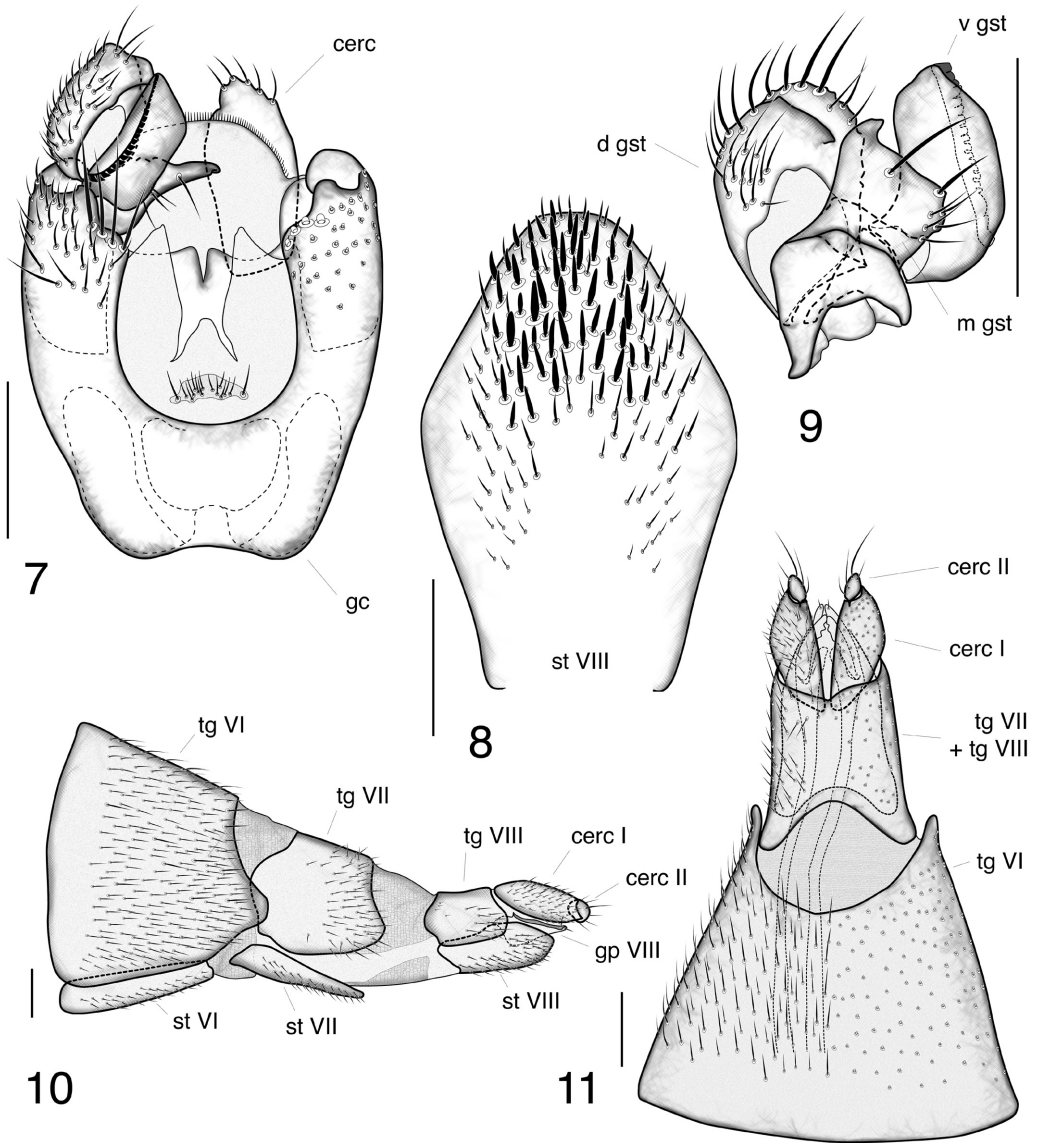 cerc
v gst
d gst
m gst
9
7
gc
cerc II
cerc I
st VIII
8
tg VII
+ tg VIII
tg VI
tg VII
tg VIII
cerc I
cerc II
tg VI
gp VIII
st VIII
st VI
st VII
10
11